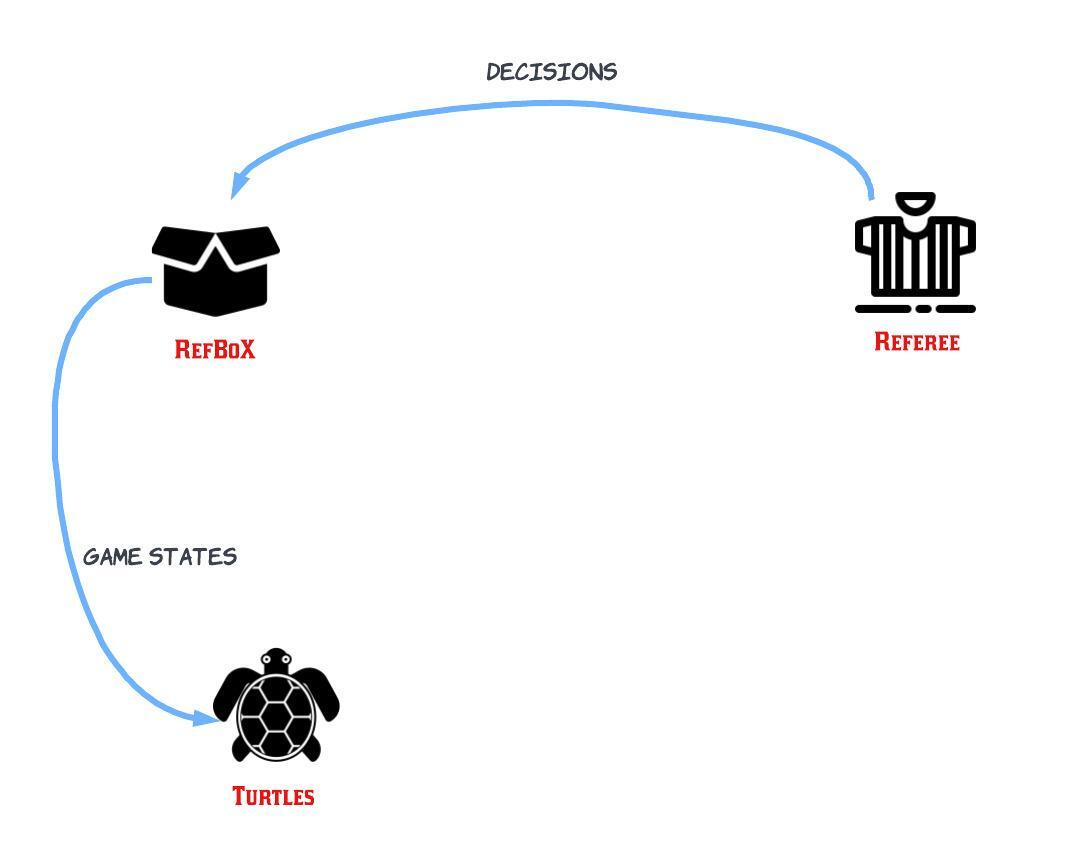 DECISIONS
RefBoX
Referee
GAME STATES
Turtles